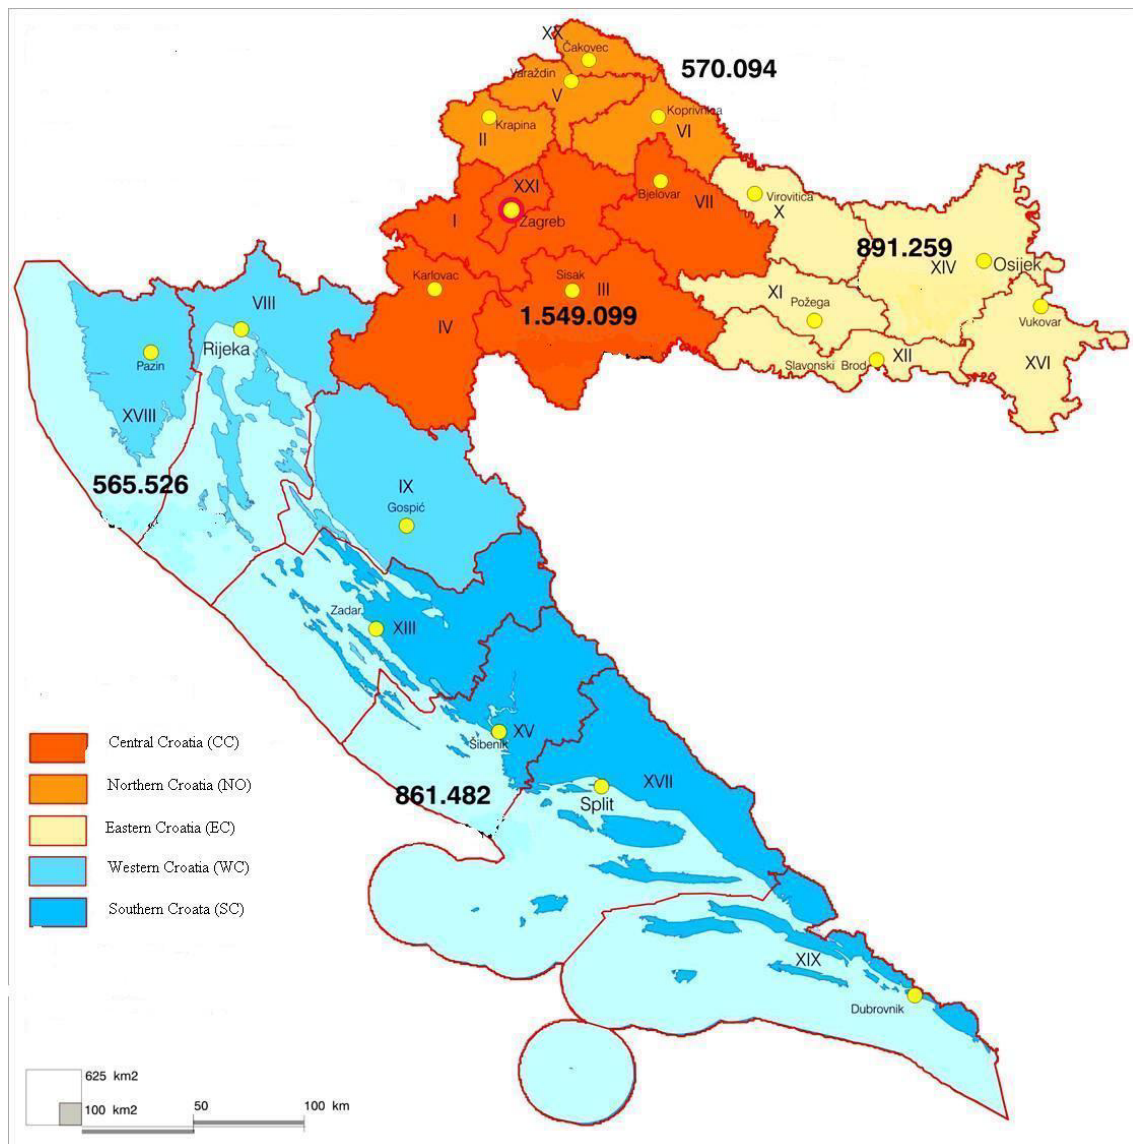 XX
Čakovec
570.094
Varaždin
V
Koprivnica
Krapina
VI
II
XXI
Bjelovar
Virovitica
VII
X
I
Zagreb
891.259
XIV
Osijek
Karlovac
Sisak
III
XI
Požega
VIII
1.549.099
IV
Vukovar
Rijeka
XII
Slavonski Brod
XVI
Pazin
XVIII
565.526
IX
Gospić
Zadar
XIII
XV
Šibenik
Central Croatia (CC)
XVII
Northern Croatia (NO)
861.482
Split
Eastern Croatia (EC)
Western Croatia (WC)
Southern Croata (SC)
XIX
Dubrovnik
625 km2
100 km2
50
100 km